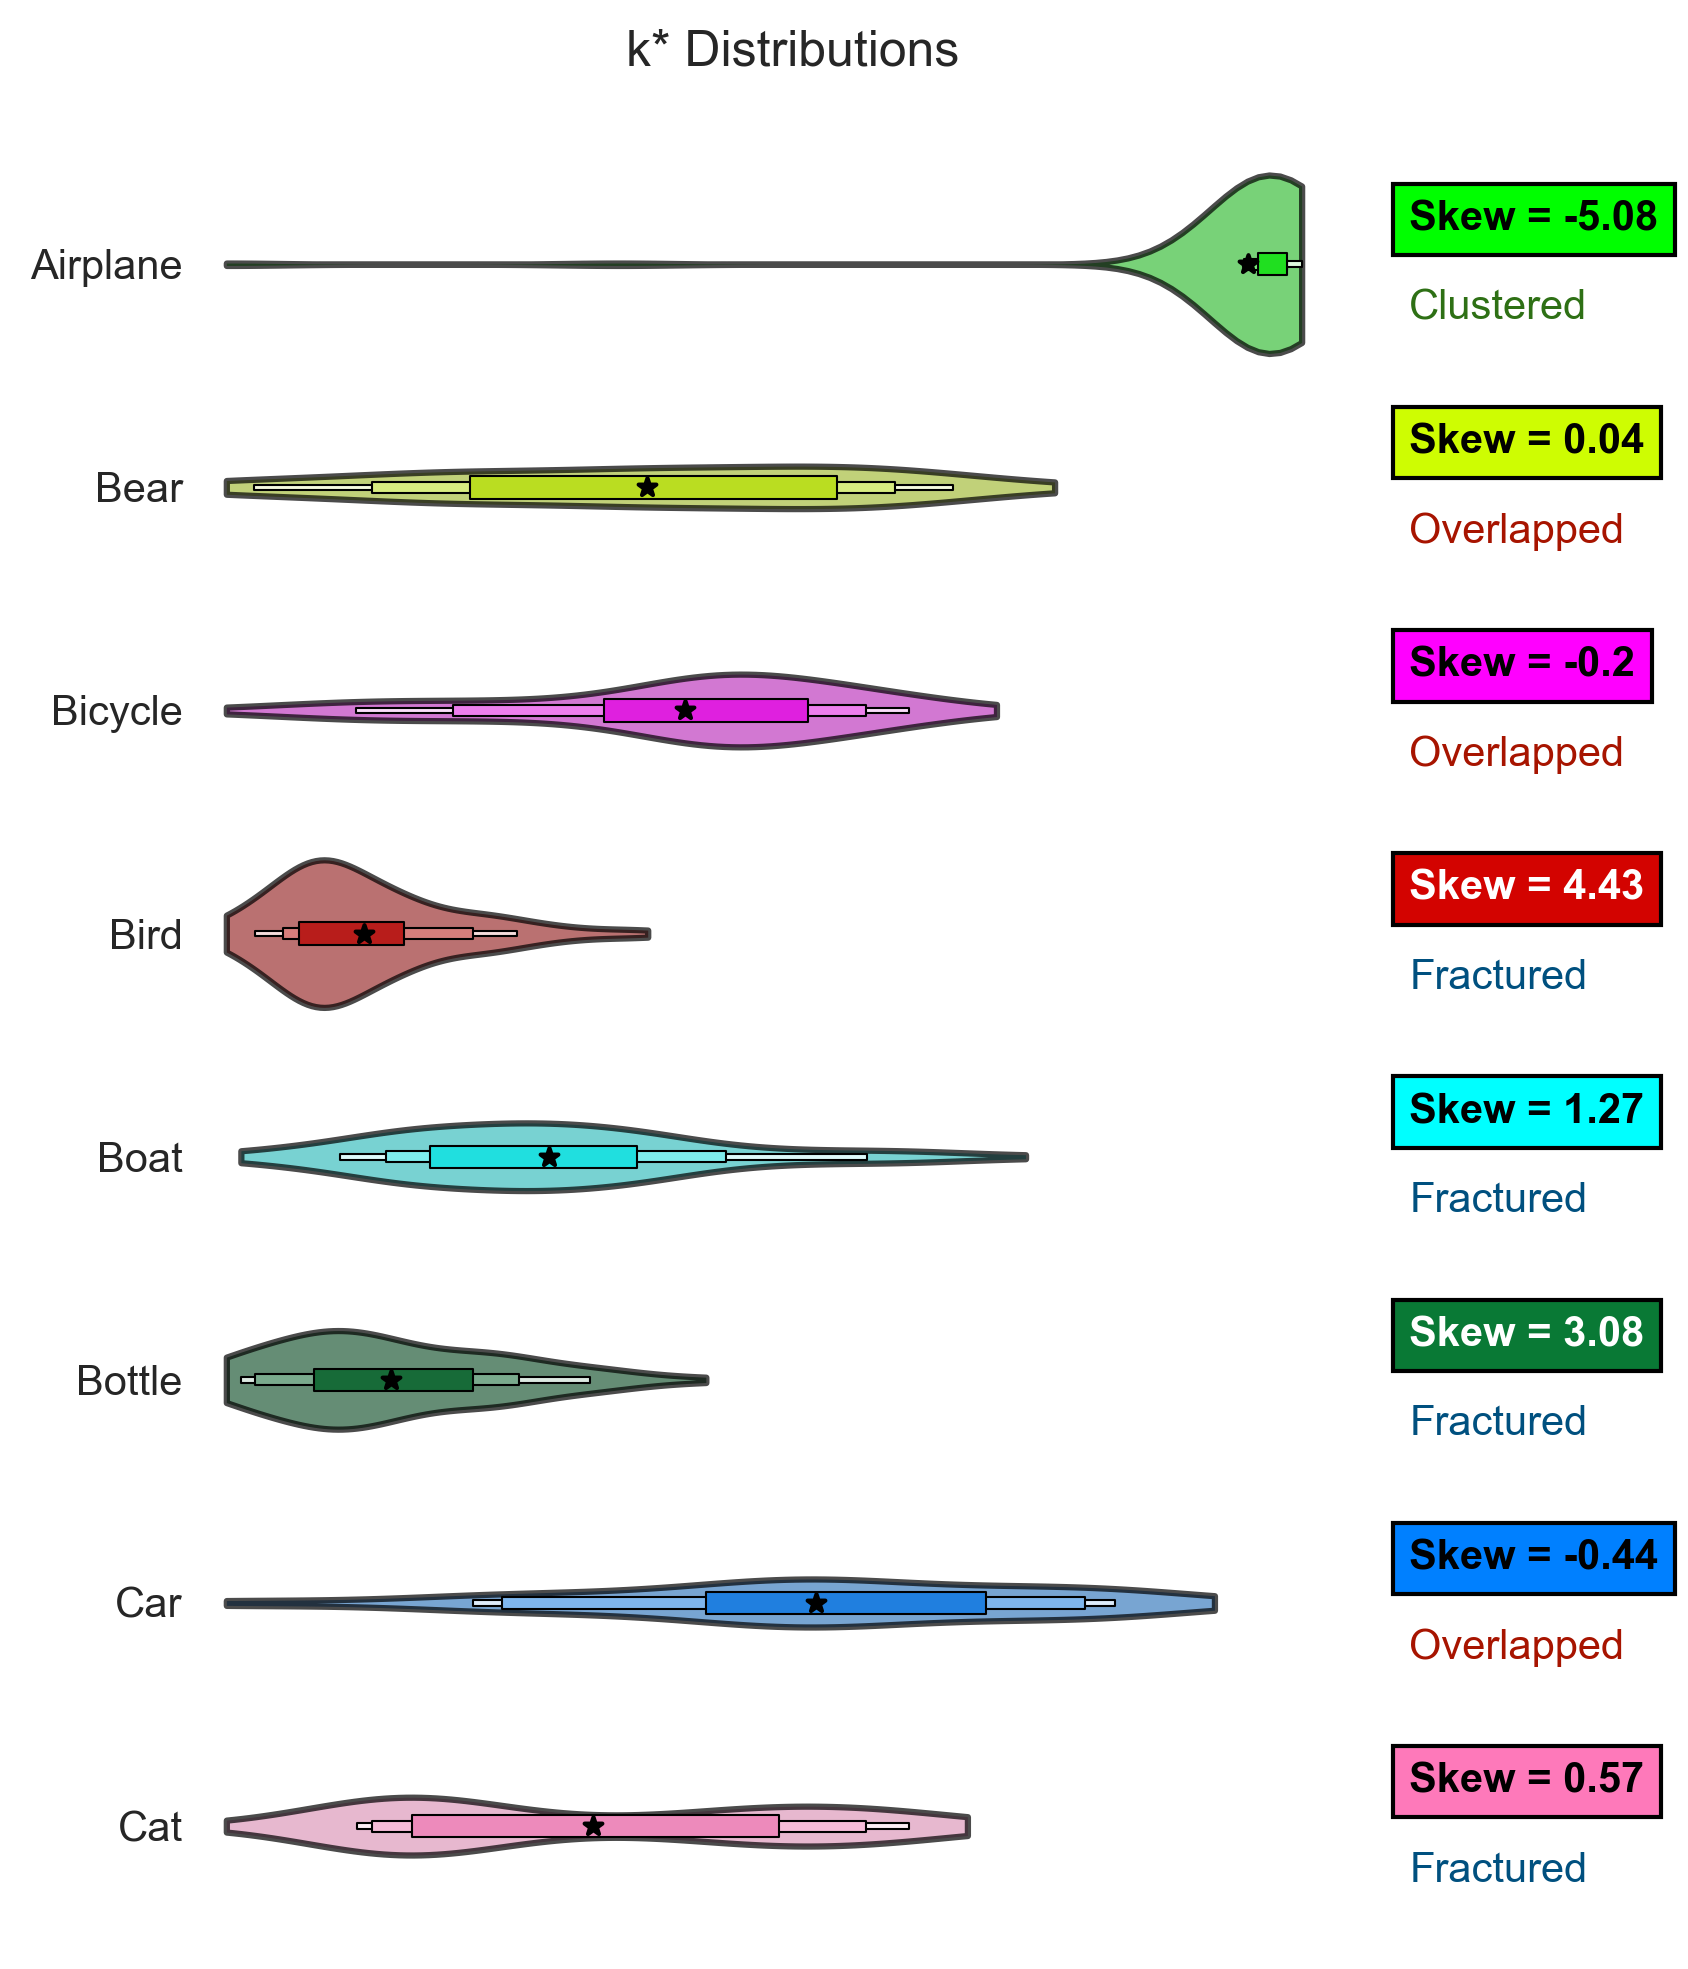 k* Distributions
Airplane
Skew = -5.08
Clustered
Bear
Skew = 0.04
Overlapped
Bicycle
Skew = -0.2
Overlapped
Bird
Skew = 4.43
Fractured
Boat
Skew = 1.27
Fractured
Bottle
Skew = 3.08
Fractured
Car
Skew = -0.44
Overlapped
Cat
Skew = 0.57
Fractured